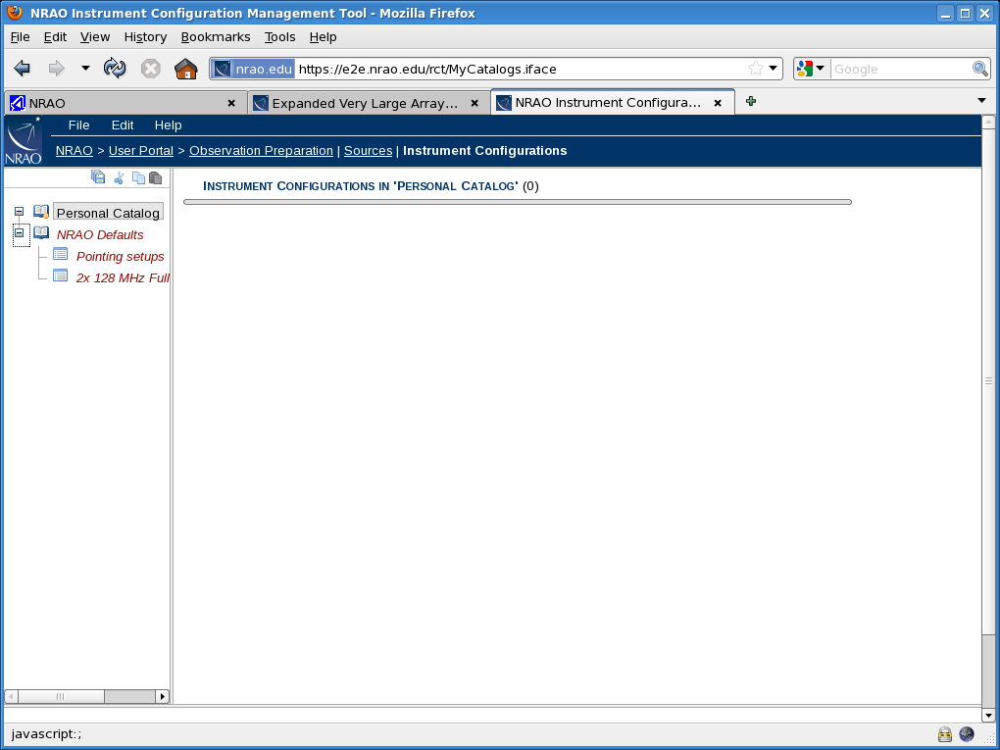 NRAO Instrument Configuration Management Tool - Mozilla Firefox
File Edit View History Bookmarks Tools Help
nrao.edu https://e2e.nrao.edu/rct/MyCatalogs.iface Google
NRAO Expanded Very Large Array... NRAO Instrument Configura...
File Edit Help
NRAO
NRAO > User Portal > Observation Preparation | Sources | Instrument Configurations
INSTRUMENT CONFIGURATIONS IN 'PERSONAL CATALOG' (0)
Personal Catalog
NRAO Defaults
Pointing setups
2x 128 MHz Full
javascript:;